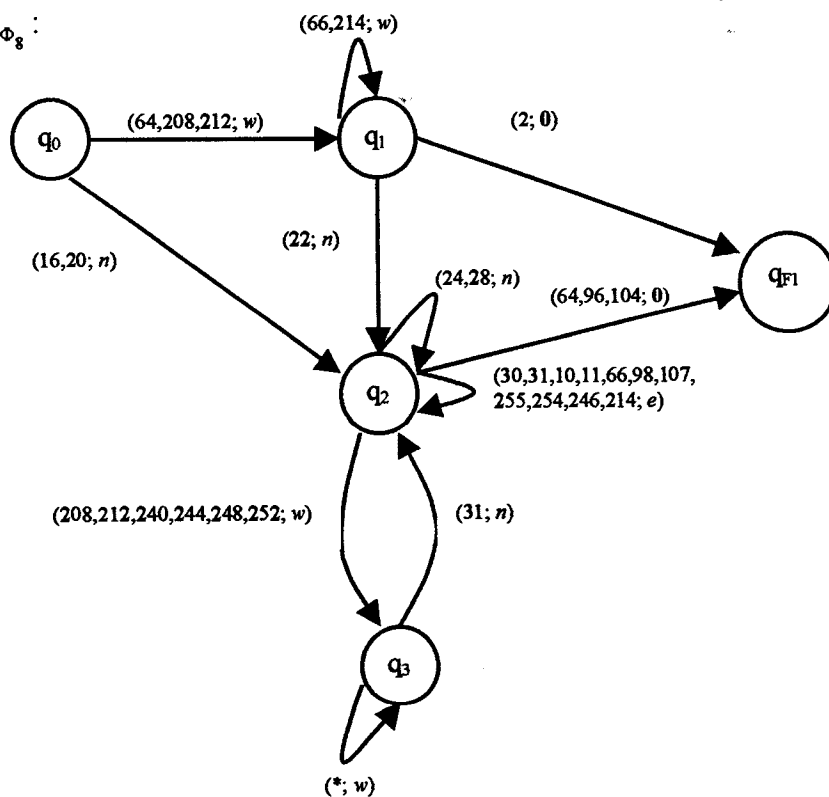 (66,214; w)
Φ8 :
(64,208,212; w)
(2; 0)
q0
q1
(22; n)
(16,20; n)
(24,28; n)
(64,96,104; 0)
qF1
(30,31,10,11,66,98,107,
255,254,246,214; e)
q2
(208,212,240,244,248,252; w)
(31; n)
q3
(*; w)